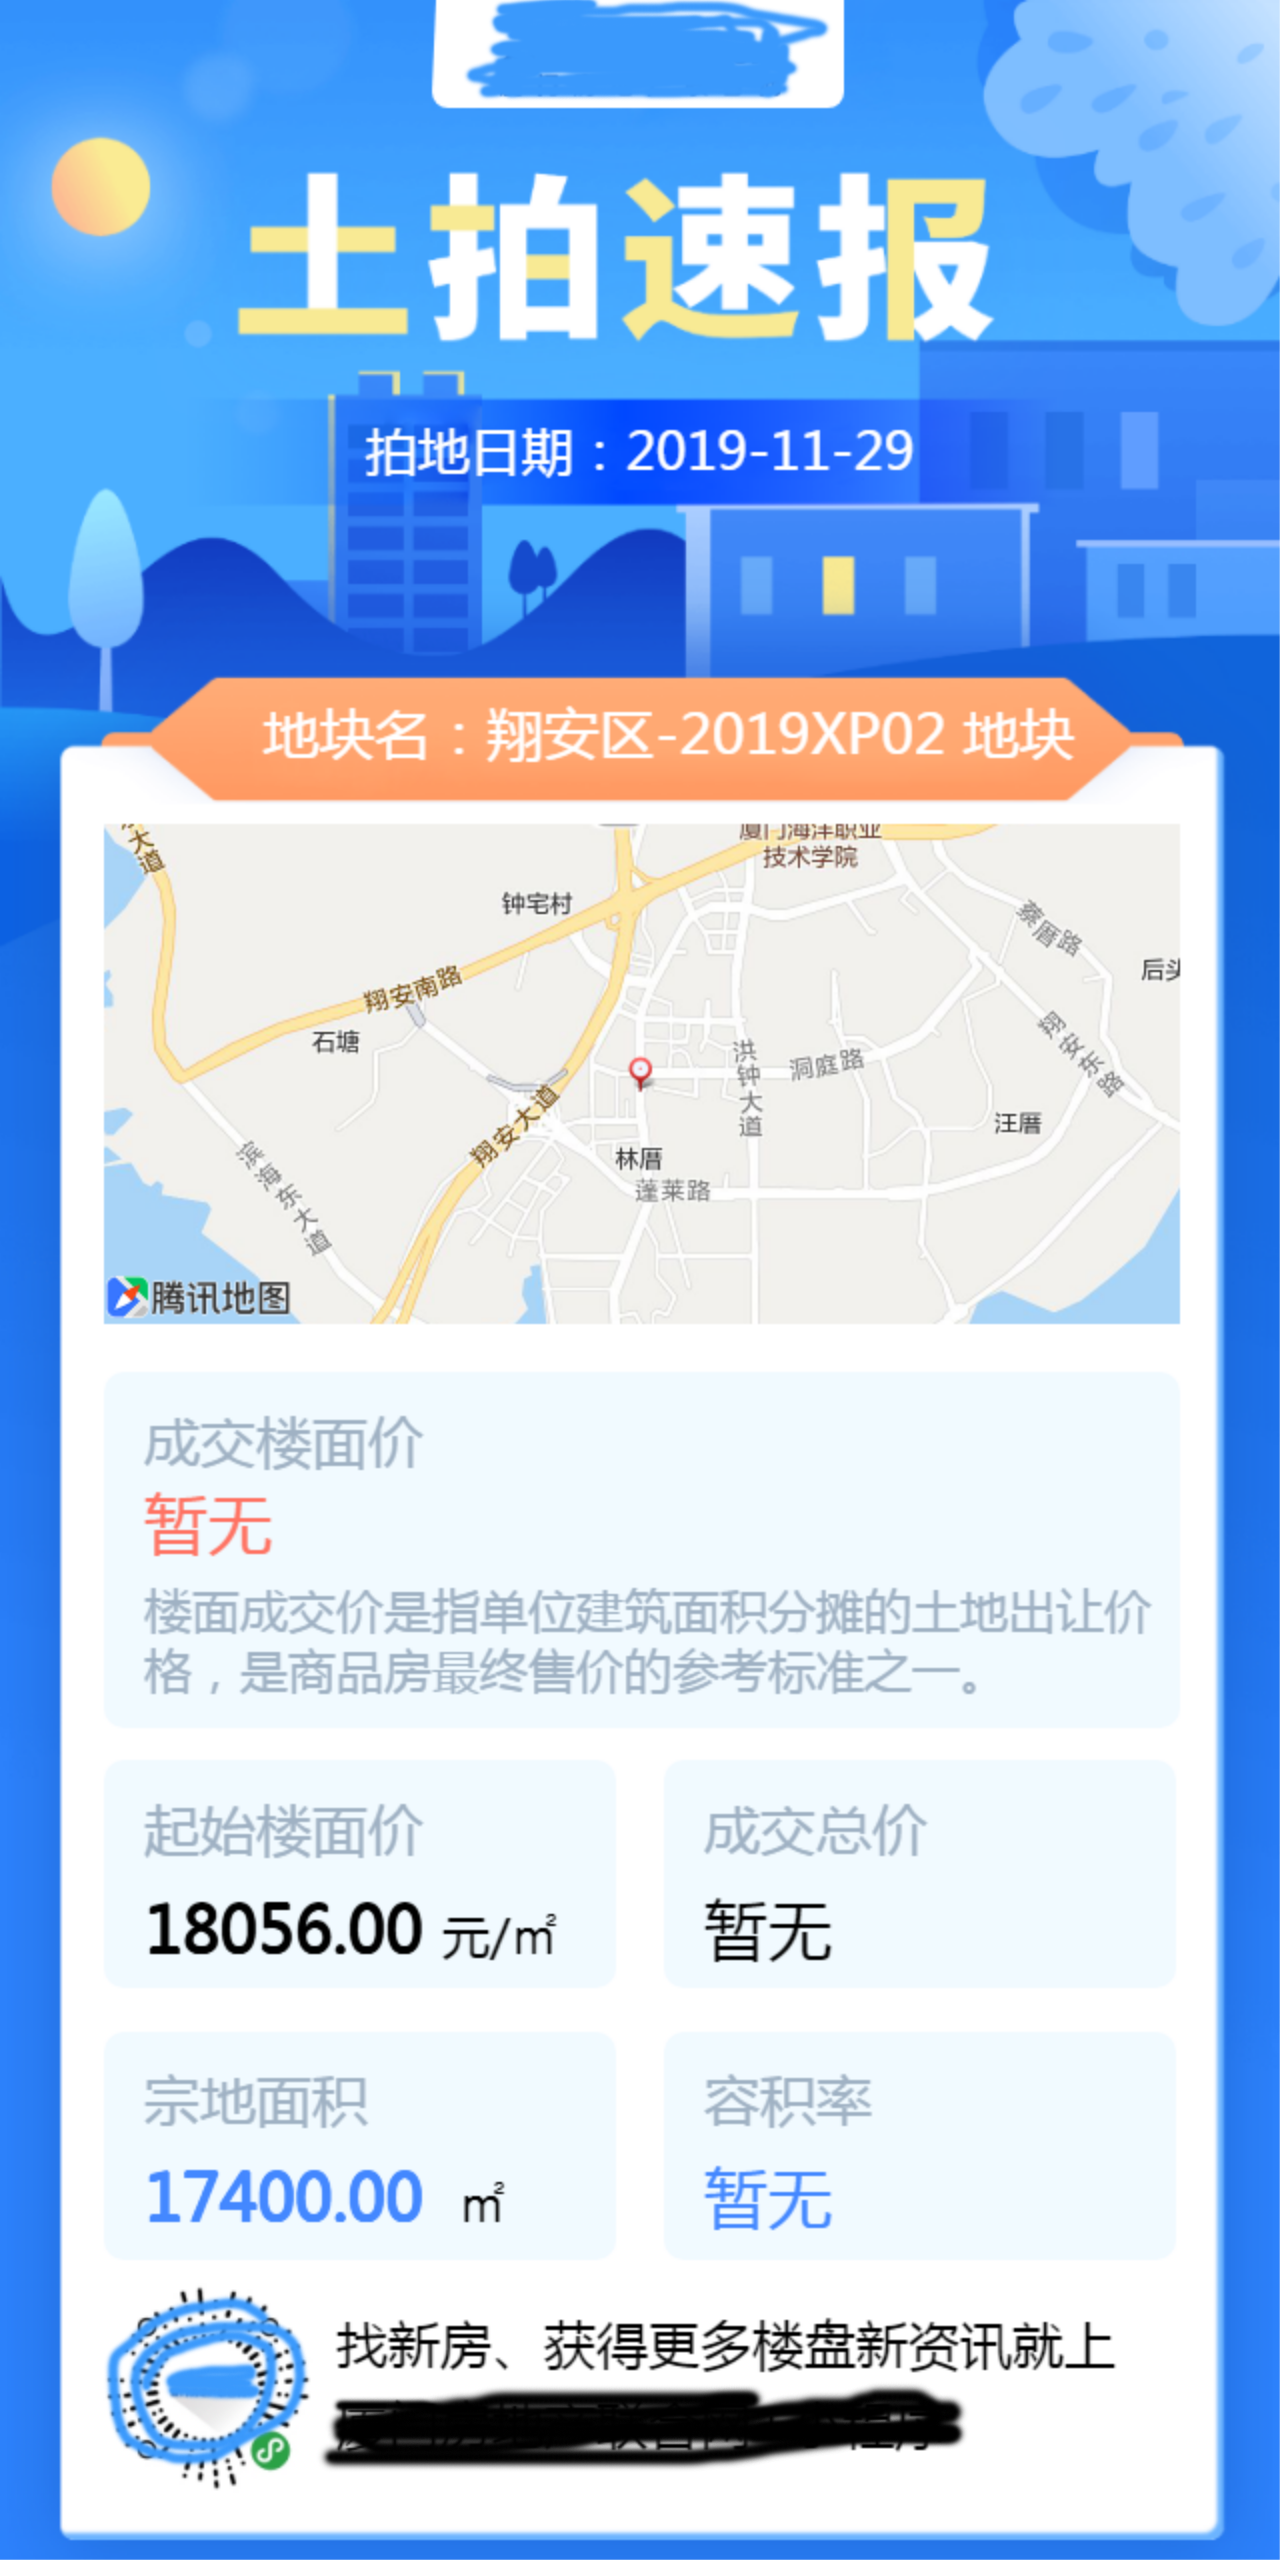 土拍速报
拍地日期：2019-11-29
地块名：翔安区-2019XP02 地块
大道
厦门海洋职业
技术学院
钟宅村
蔡厝路
后头
翔安南路
石塘
翔安东路
洪钟大道
洞庭路
翔安大道
汪厝
林厝
蓬莱路
滨海东大道
腾讯地图
成交楼面价
暂无
楼面成交价是指单位建筑面积分摊的土地出让价
格，是商品房最终售价的参考标准之一。
起始楼面价
18056.00 元/㎡
成交总价
暂无
宗地面积
17400.00 ㎡
容积率
暂无
找新房、获得更多楼盘新资讯就上